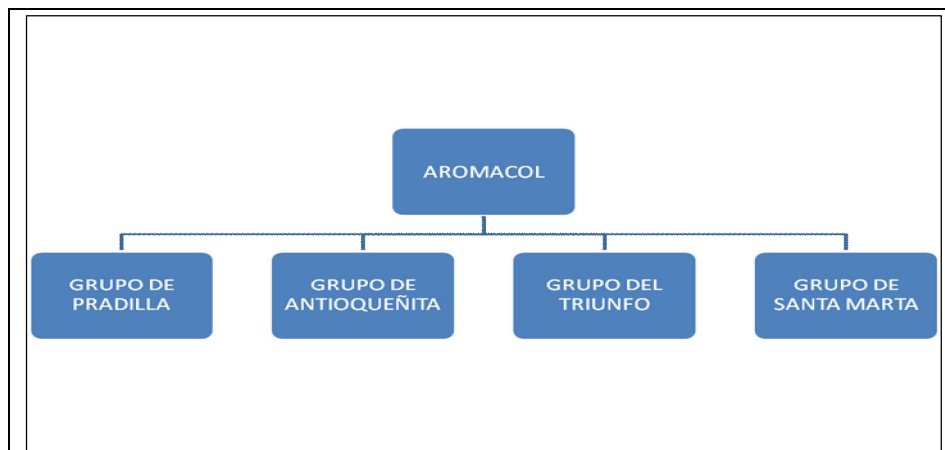 AROMACOL
GRUPO DE
PRADILLA
GRUPO DE
ANTIOQUEÑITA
GRUPO DEL
TRIUNFO
GRUPO DE
SANTA MARTA